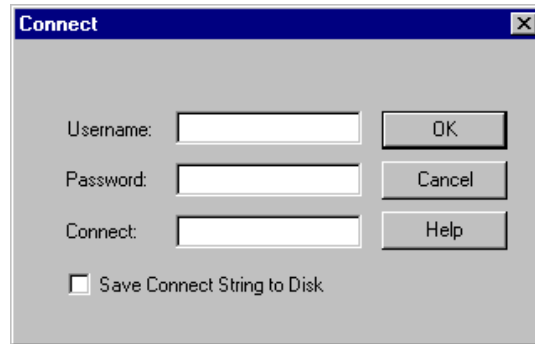 Connect
Username: OK
Password: Cancel
Connect: Help
Save Connect String to Disk